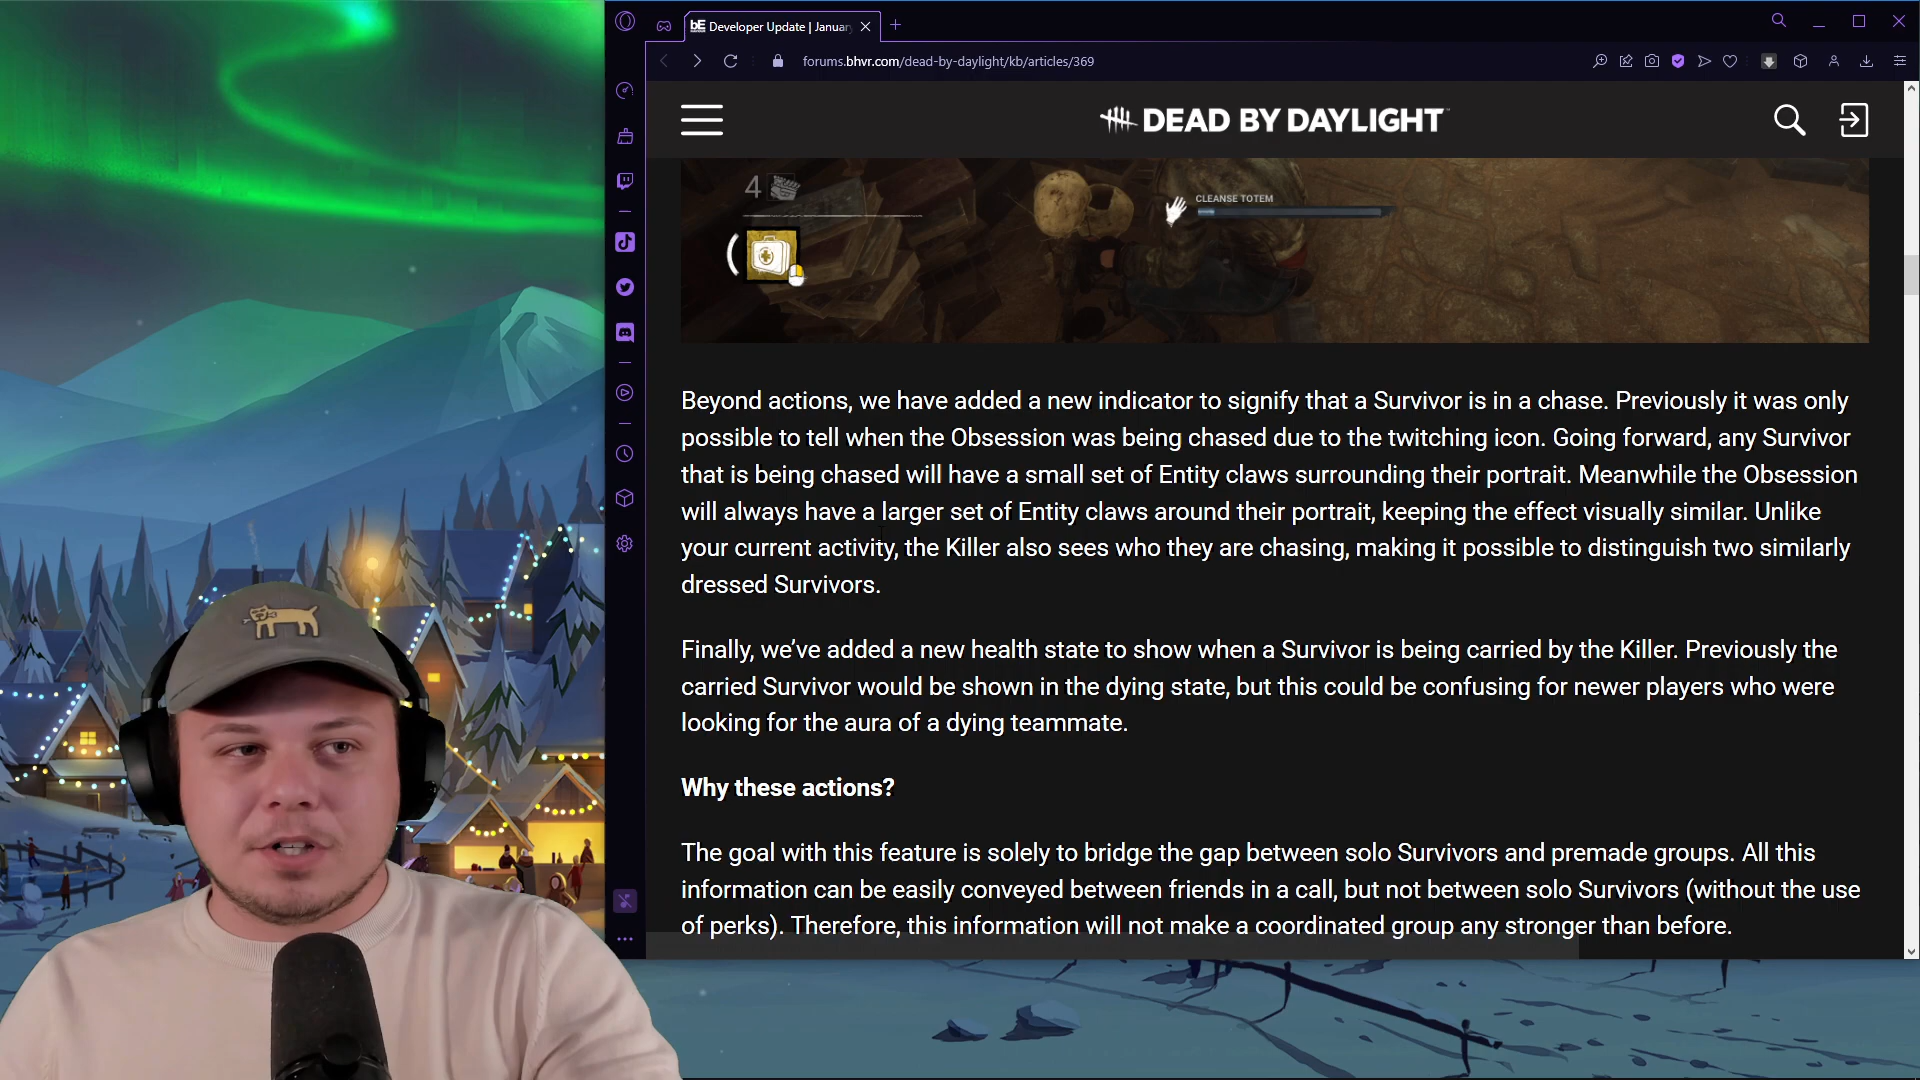 Developer Update | Januar
forums.bhvr.com/dead-by-daylight/kb/articles/369
DEAD BY DAYLIGHT
4
CLEANSE TOTEM
Beyond actions, we have added a new indicator to signify that a Survivor is in a chase. Previously it was only
possible to tell when the Obsession was being chased due to the twitching icon. Going forward, any Survivor
that is being chased will have a small set of Entity claws surrounding their portrait. Meanwhile the Obsession
will always have a larger set of Entity claws around their portrait, keeping the effect visually similar. Unlike
your current activity, the Killer also sees who they are chasing, making it possible to distinguish two similarly
dressed Survivors.
Finally, we’ve added a new health state to show when a Survivor is being carried by the Killer. Previously the
carried Survivor would be shown in the dying state, but this could be confusing for newer players who were
looking for the aura of a dying teammate.
Why these actions?
The goal with this feature is solely to bridge the gap between solo Survivors and premade groups. All this
information can be easily conveyed between friends in a call, but not between solo Survivors (without the use
of perks). Therefore, this information will not make a coordinated group any stronger than before.